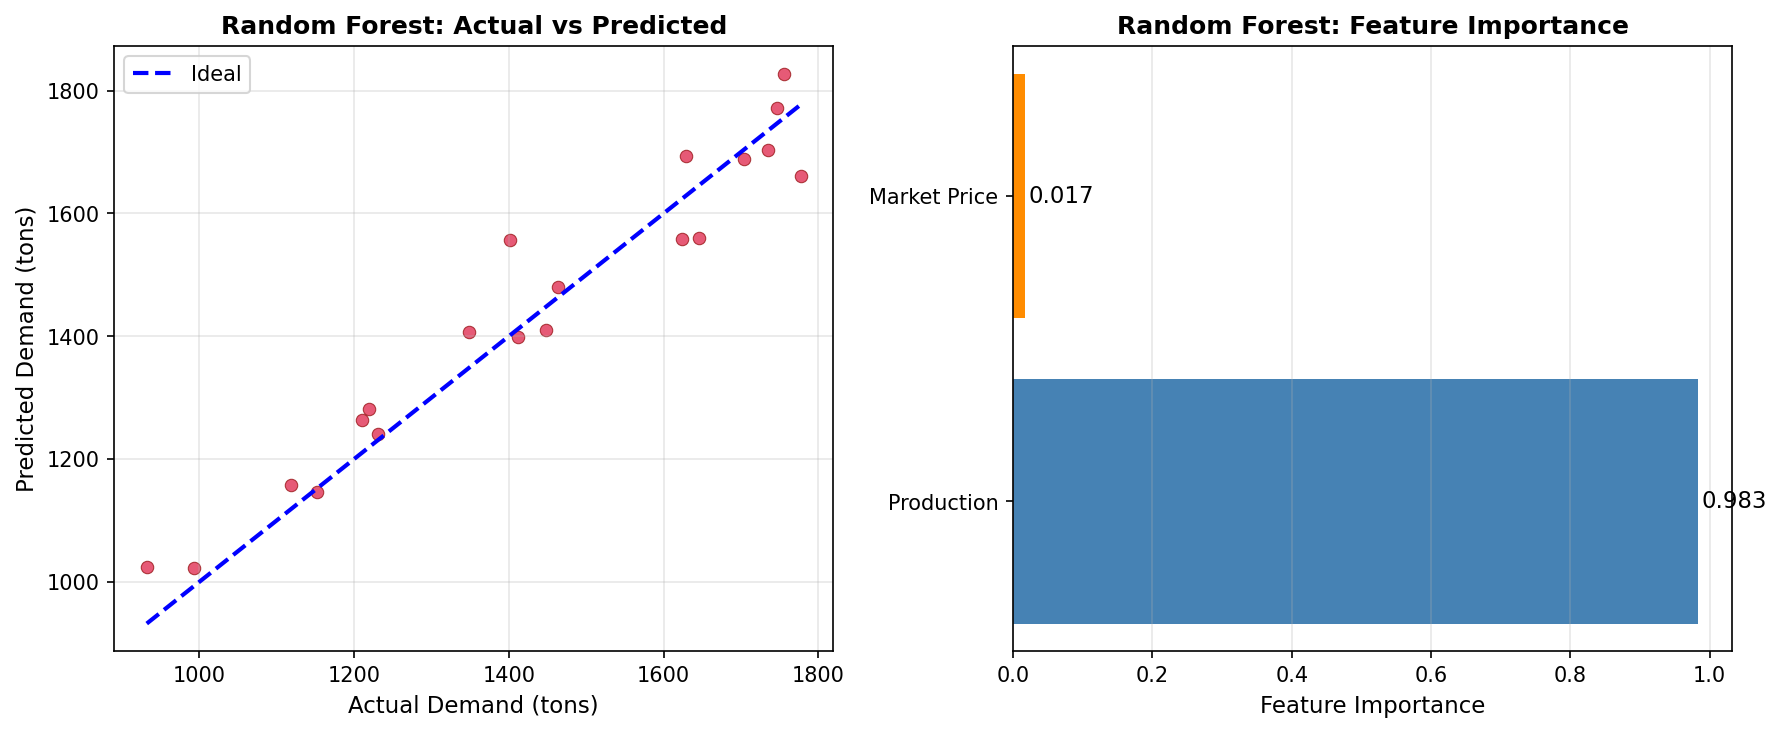 Random Forest: Actual vs Predicted
Ideal
1800
1600
1400
1200
1000
Predicted Demand (tons)
1000 1200 1400 1600 1800
Actual Demand (tons)
Random Forest: Feature Importance
Market Price
0.017
Production
0.983
0.0 0.2 0.4 0.6 0.8 1.0
Feature Importance